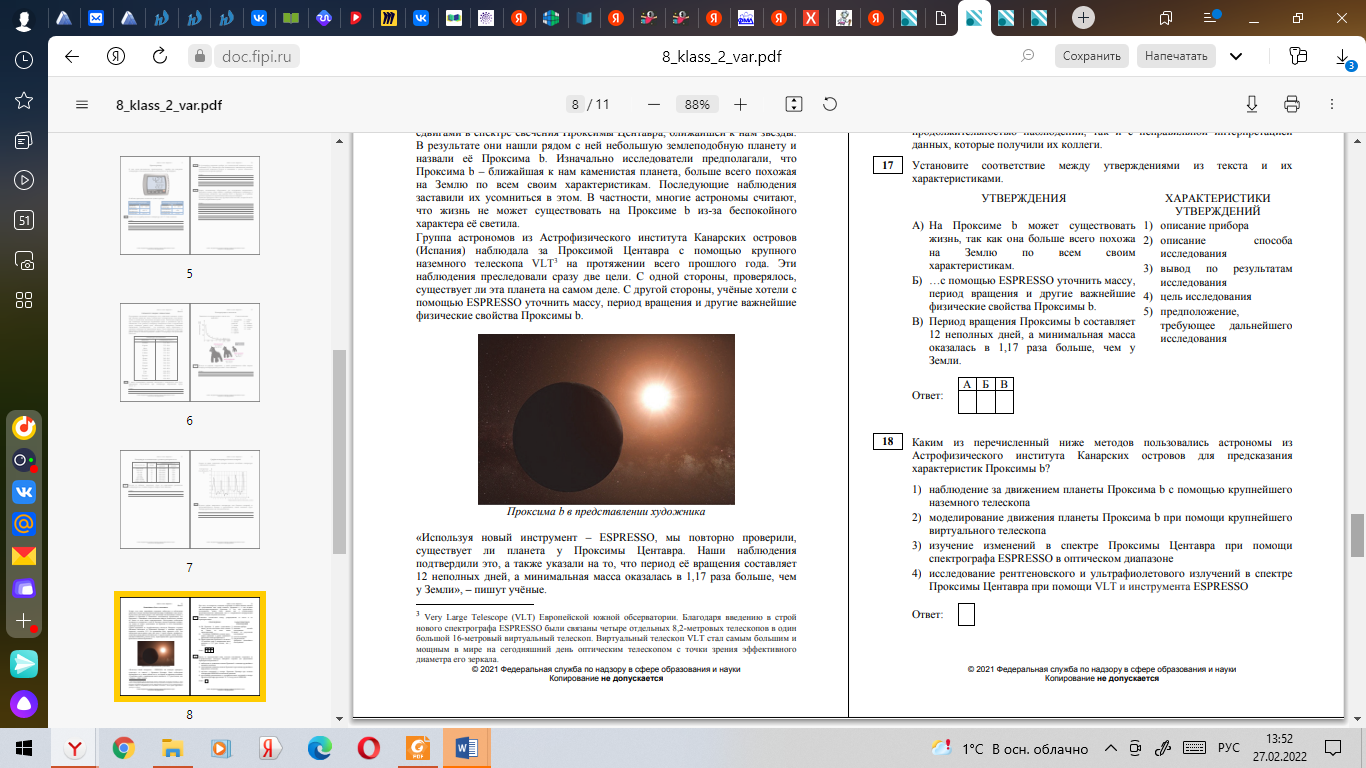 doc.fipi.ru
8_klass_2_var.pdf
Сохранить
Напечатать
3
51
8_klass_2_var.pdf
8 / 11
88%
5
6
7
8
сдвигами в спектре свечения Проксимы Центавра, ближайшей к нам звезды.
В результате они нашли рядом с ней небольшую землеподобную планету и
назвали её Проксима b. Изначально исследователи предполагали, что
Проксима b – ближайшая к нам каменистая планета, больше всего похожая
на Землю по всем своим характеристикам. Последующие наблюдения
заставили их усомниться в этом. В частности, многие астрономы считают,
что жизнь не может существовать на Проксиме b из-за беспокойного
характера её светила.
Группа астрономов из Астрофизического института Канарских островов
(Испания) наблюдала за Проксимой Центавра с помощью крупного
наземного телескопа VLT3 на протяжении всего прошлого года. Эти
наблюдения преследовали сразу две цели. С одной стороны, проверялось,
существует ли эта планета на самом деле. С другой стороны, учёные хотели с
помощью ESPRESSO уточнить массу, период вращения и другие важнейшие
физические свойства Проксимы b.
Проксима b в представлении художника
«Используя новый инструмент – ESPRESSO, мы повторно проверили,
существует ли планета у Проксимы Центавра. Наши наблюдения
подтвердили это, а также указали на то, что период её вращения составляет
12 неполных дней, а минимальная масса оказалась в 1,17 раза больше, чем
у Земли», – пишут учёные.
3 Very Large Telescope (VLT) Европейской южной обсерватории. Благодаря введению в строй
нового спектрографа ESPRESSO были связаны четыре отдельных 8,2-метровых телескопов в один
большой 16-метровый виртуальный телескоп. Виртуальный телескоп VLT стал самым большим и
мощным в мире на сегодняшний день оптическим телескопом с точки зрения эффективного
диаметра его зеркала.
© 2021 Федеральная служба по надзору в сфере образования и науки
Копирование не допускается
продолжительностью наблюдений, так и с неправильной интерпретацией
данных, которые получили их коллеги.
17
Установите соответствие между утверждениями из текста и их
характеристиками.
УТВЕРЖДЕНИЯ
А) На Проксиме b может существовать
жизнь, так как она больше всего похожа
на Землю по всем своим
характеристикам.
Б) …с помощью ESPRESSO уточнить массу,
период вращения и другие важнейшие
физические свойства Проксимы b.
В) Период вращения Проксимы b составляет
12 неполных дней, а минимальная масса
оказалась в 1,17 раза больше, чем у
Земли.
ХАРАКТЕРИСТИКИ
УТВЕРЖДЕНИЙ
1) описание прибора
2) описание способа
исследования
3) вывод по результатам
исследования
4) цель исследования
5) предположение,
требующее дальнейшего
исследования
Ответ:
А Б В
18
Каким из перечисленный ниже методов пользовались астрономы из
Астрофизического института Канарских островов для предсказания
характеристик Проксимы b?
1) наблюдение за движением планеты Проксима b с помощью крупнейшего
наземного телескопа
2) моделирование движения планеты Проксима b при помощи крупнейшего
виртуального телескопа
3) изучение изменений в спектре Проксимы Центавра при помощи
спектрографа ESPRESSO в оптическом диапазоне
4) исследование рентгеновского и ультрафиолетового излучений в спектре
Проксимы Центавра при помощи VLT и инструмента ESPRESSO
Ответ:
© 2021 Федеральная служба по надзору в сфере образования и науки
Копирование не допускается
1°C В осн. облачно
РУС
13:52
27.02.2022